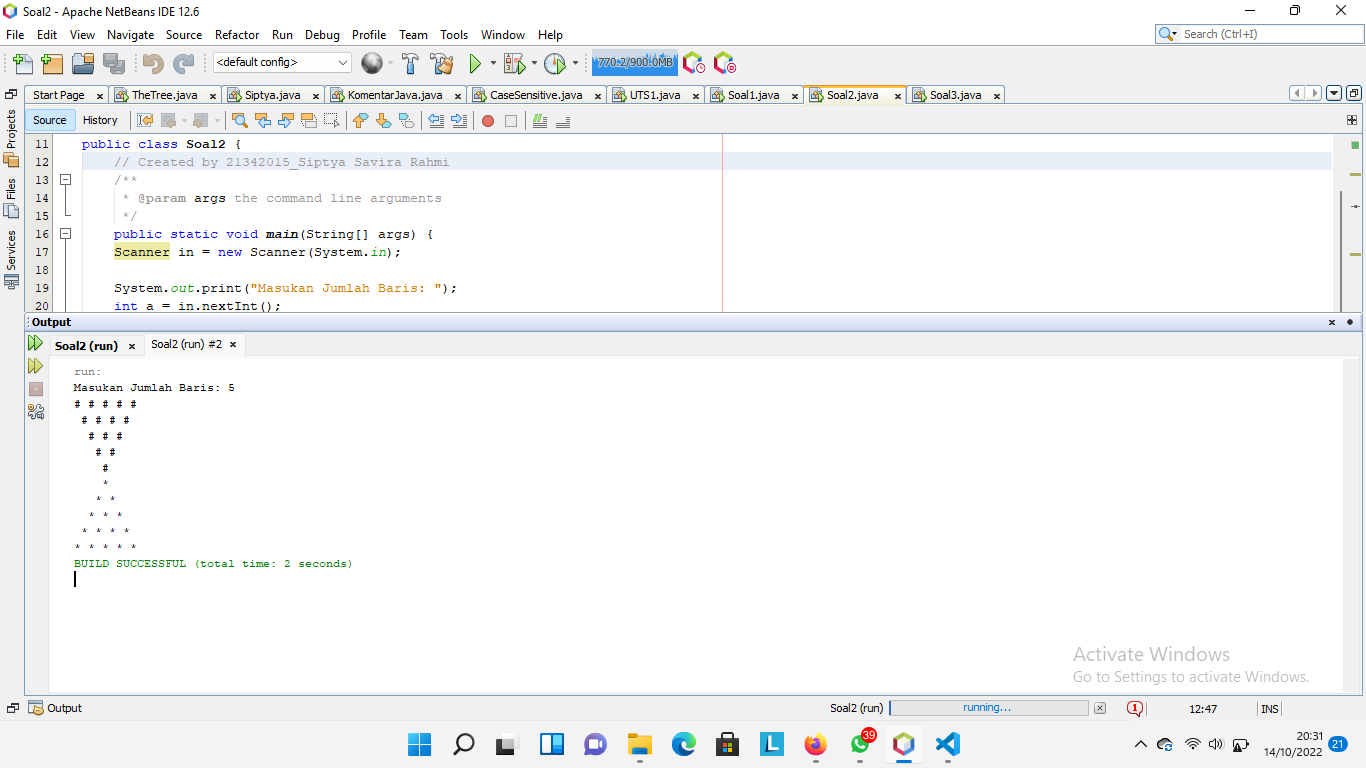 Soal2 - Apache NetBeans IDE 12.6
File Edit View Navigate Source Refactor Run Debug Profile Team Tools Window Help
Search (Ctrl+I)
<default config>
770.2/900.0MB
Start Page TheTree.java Siptya.java KomentarJava.java CaseSensitive.java UTS1.java Soal1.java Soal2.java Soal3.java
Projects
Files
Services
Source History
11 public class Soal2 {
12 // Created by 21342015_Siptya Savira Rahmi
13 /**
14 * @param args the command line arguments
15 */
16 public static void main(String[] args) {
17 Scanner in = new Scanner(System.in);
18
19 System.out.print("Masukan Jumlah Baris: ");
20 int a = in.nextInt();
Output
Soal2 (run) Soal2 (run) #2
run:
Masukan Jumlah Baris: 5
# # # # #
# # # #
# # #
# #
#
*
* *
* * *
* * * *
* * * * *
BUILD SUCCESSFUL (total time: 2 seconds)
Activate Windows
Go to Settings to activate Windows.
Output
Soal2 (run) running... 1 12:47 INS
39
20:31
14/10/2022
21